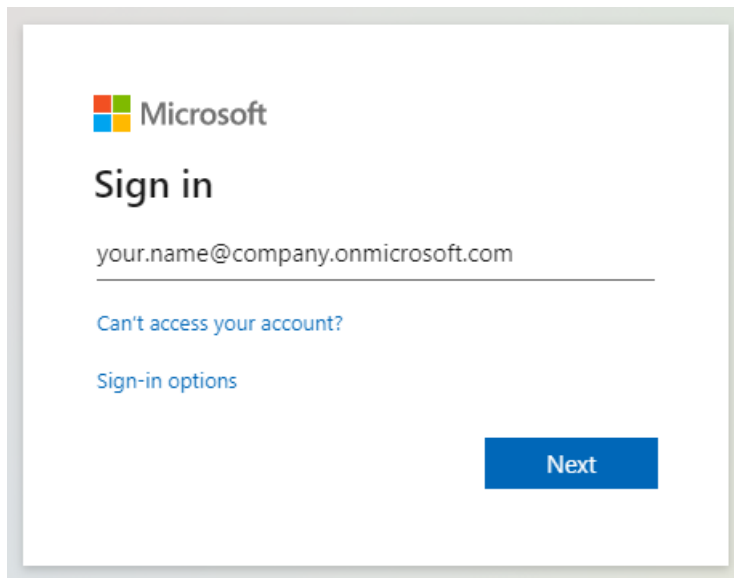 Microsoft
Sign in
your.name@company.onmicrosoft.com
Can't access your account?
Sign-in options
Next